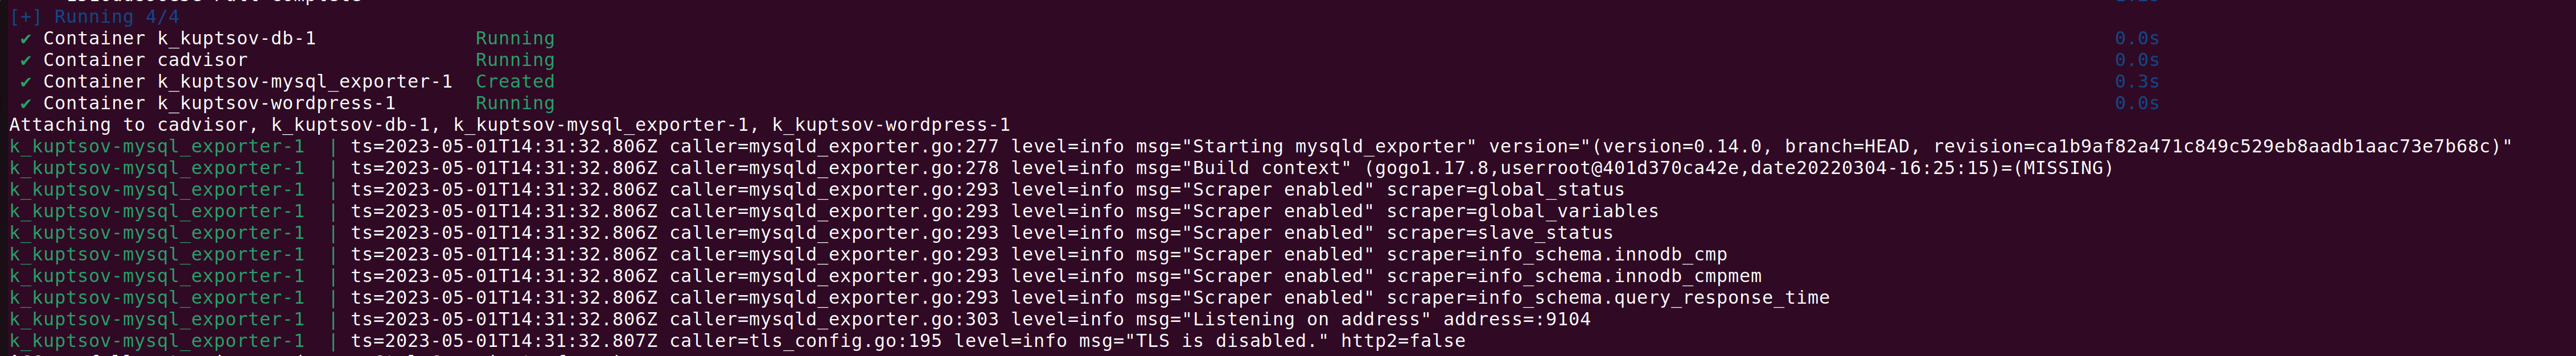 [+] Running 4/4
✔ Container k_kuptsov-db-1 Running 0.0s
✔ Container cadvisor Running 0.0s
✔ Container k_kuptsov-mysql_exporter-1 Created 0.3s
✔ Container k_kuptsov-wordpress-1 Running 0.0s
Attaching to cadvisor, k_kuptsov-db-1, k_kuptsov-mysql_exporter-1, k_kuptsov-wordpress-1
k_kuptsov-mysql_exporter-1 | ts=2023-05-01T14:31:32.806Z caller=mysqld_exporter.go:277 level=info msg="Starting mysqld_exporter" version="(version=0.14.0, branch=HEAD, revision=ca1b9af82a471c849c529eb8aadb1aac73e7b68c)"
k_kuptsov-mysql_exporter-1 | ts=2023-05-01T14:31:32.806Z caller=mysqld_exporter.go:278 level=info msg="Build context" (gogo1.17.8,userroot@401d370ca42e,date20220304-16:25:15)=(MISSING)
k_kuptsov-mysql_exporter-1 | ts=2023-05-01T14:31:32.806Z caller=mysqld_exporter.go:293 level=info msg="Scraper enabled" scraper=global_status
k_kuptsov-mysql_exporter-1 | ts=2023-05-01T14:31:32.806Z caller=mysqld_exporter.go:293 level=info msg="Scraper enabled" scraper=global_variables
k_kuptsov-mysql_exporter-1 | ts=2023-05-01T14:31:32.806Z caller=mysqld_exporter.go:293 level=info msg="Scraper enabled" scraper=slave_status
k_kuptsov-mysql_exporter-1 | ts=2023-05-01T14:31:32.806Z caller=mysqld_exporter.go:293 level=info msg="Scraper enabled" scraper=info_schema.innodb_cmp
k_kuptsov-mysql_exporter-1 | ts=2023-05-01T14:31:32.806Z caller=mysqld_exporter.go:293 level=info msg="Scraper enabled" scraper=info_schema.innodb_cmpmem
k_kuptsov-mysql_exporter-1 | ts=2023-05-01T14:31:32.806Z caller=mysqld_exporter.go:293 level=info msg="Scraper enabled" scraper=info_schema.query_response_time
k_kuptsov-mysql_exporter-1 | ts=2023-05-01T14:31:32.806Z caller=mysqld_exporter.go:303 level=info msg="Listening on address" address=:9104
k_kuptsov-mysql_exporter-1 | ts=2023-05-01T14:31:32.807Z caller=tls_config.go:195 level=info msg="TLS is disabled." http2=false